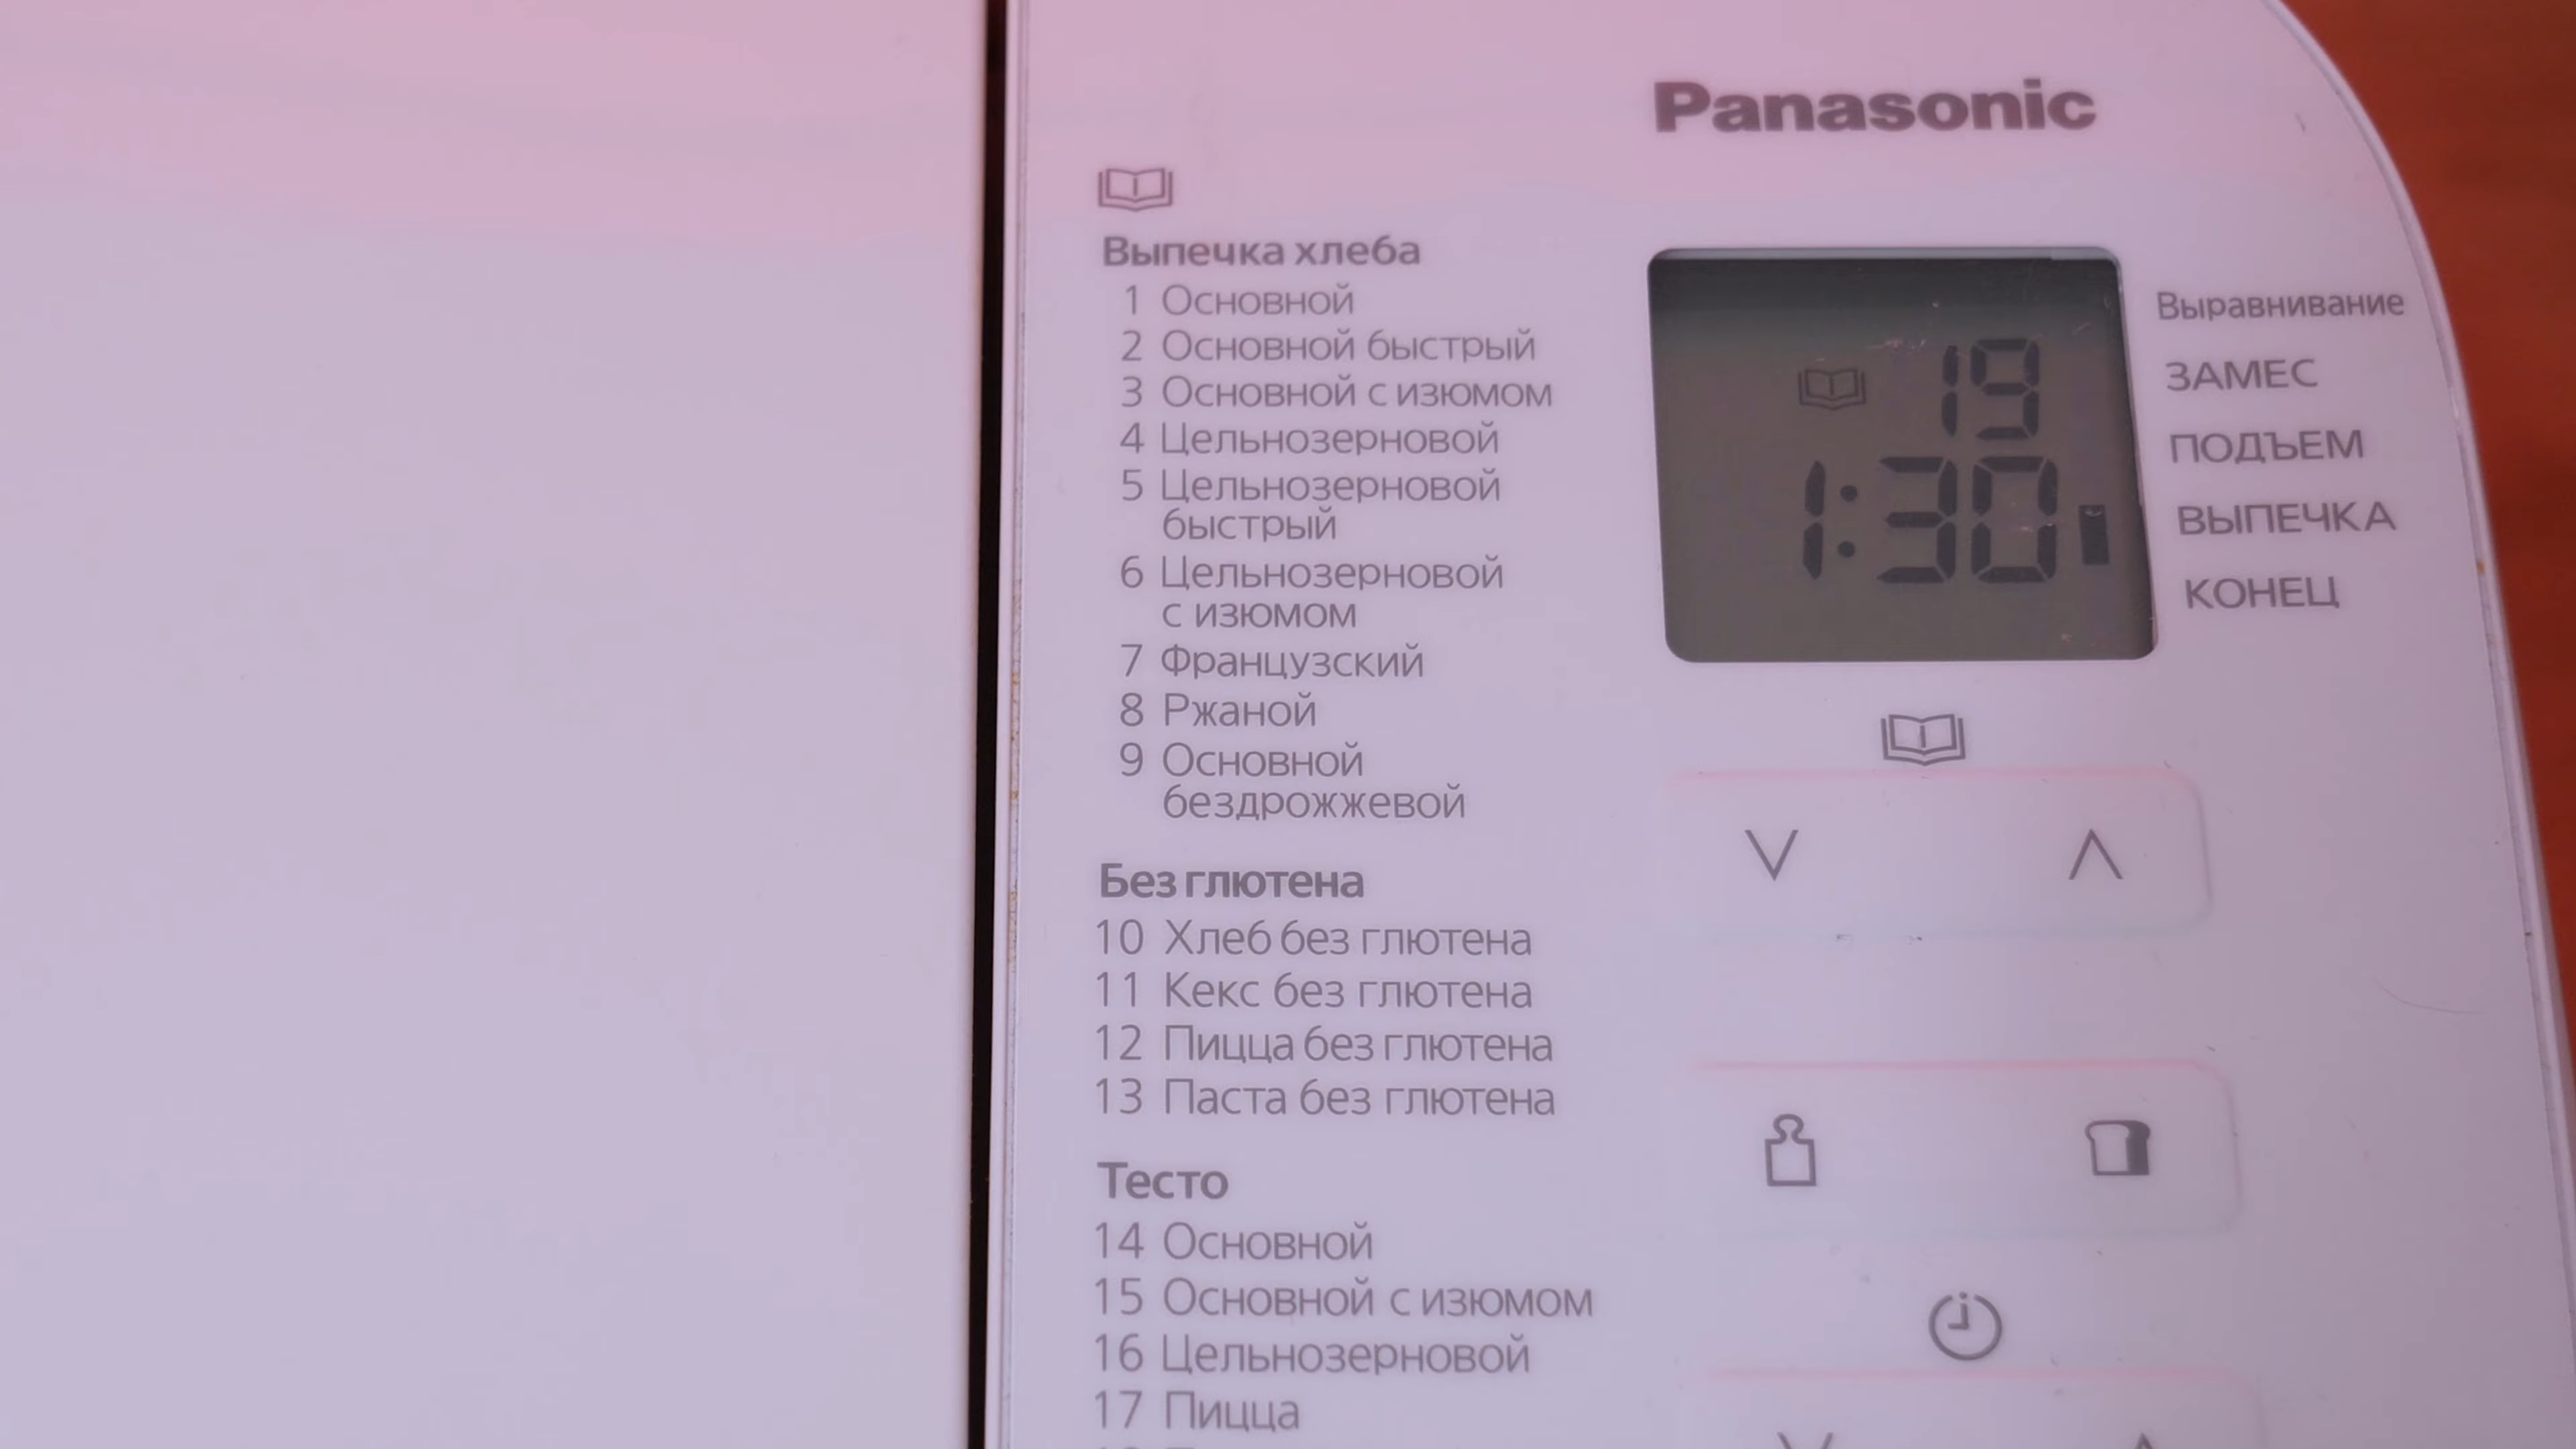 Panasonic
Выпечка хлеба
1 Основной
2 Основной быстрый
3 Основной с изюмом
4 Цельнозерновой
5 Цельнозерновой
быстрый
6 Цельнозерновой
с изюмом
7 Французский
8 Ржаной
9 Основной
бездрожжевой
Без глютена
10 Хлеб без глютена
11 Кекс без глютена
12 Пицца без глютена
13 Паста без глютена
Тесто
14 Основной
15 Основной с изюмом
16 Цельнозерновой
17 Пицца
19
1:30
Выравнивание
ЗАМЕС
ПОДЪЕМ
ВЫПЕЧКА
КОНЕЦ